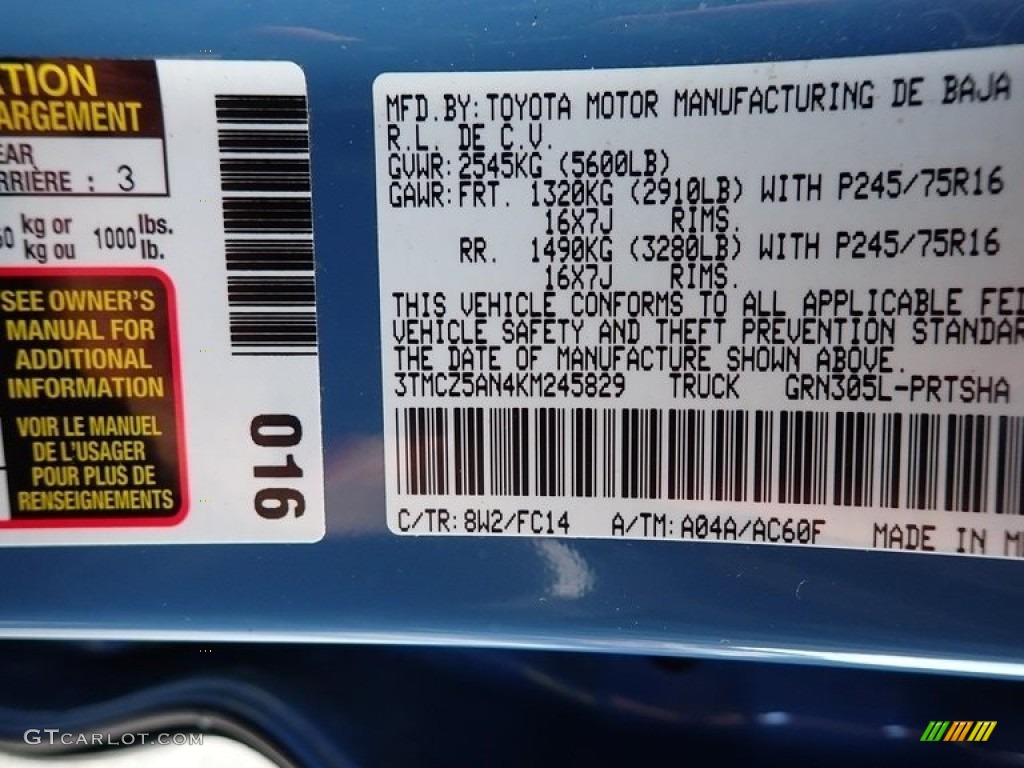 TION
ARGEMENT
EAR
RRIÈRE : 3
kg or 1000 lbs.
kg ou lb.
SEE OWNER'S
MANUAL FOR
ADDITIONAL
INFORMATION
VOIR LE MANUEL
DE L'USAGER
POUR PLUS DE
RENSEIGNEMENTS
016
MFD.BY:TOYOTA MOTOR MANUFACTURING DE BAJA
R.L. DE C.V.
GVWR:2545KG (5600LB)
GAWR:FRT. 1320KG (2910LB) WITH P245/75R16
16X7J RIMS.
RR. 1490KG (3280LB) WITH P245/75R16
16X7J RIMS.
THIS VEHICLE CONFORMS TO ALL APPLICABLE FE
VEHICLE SAFETY AND THEFT PREVENTION STANDAR
THE DATE OF MANUFACTURE SHOWN ABOVE.
3TMCZ5AN4KM245829 TRUCK GRN305L-PRTSHA
C/TR:8W2/FC14 A/TM:A04A/AC60F MADE IN M
GTCARLOT.COM